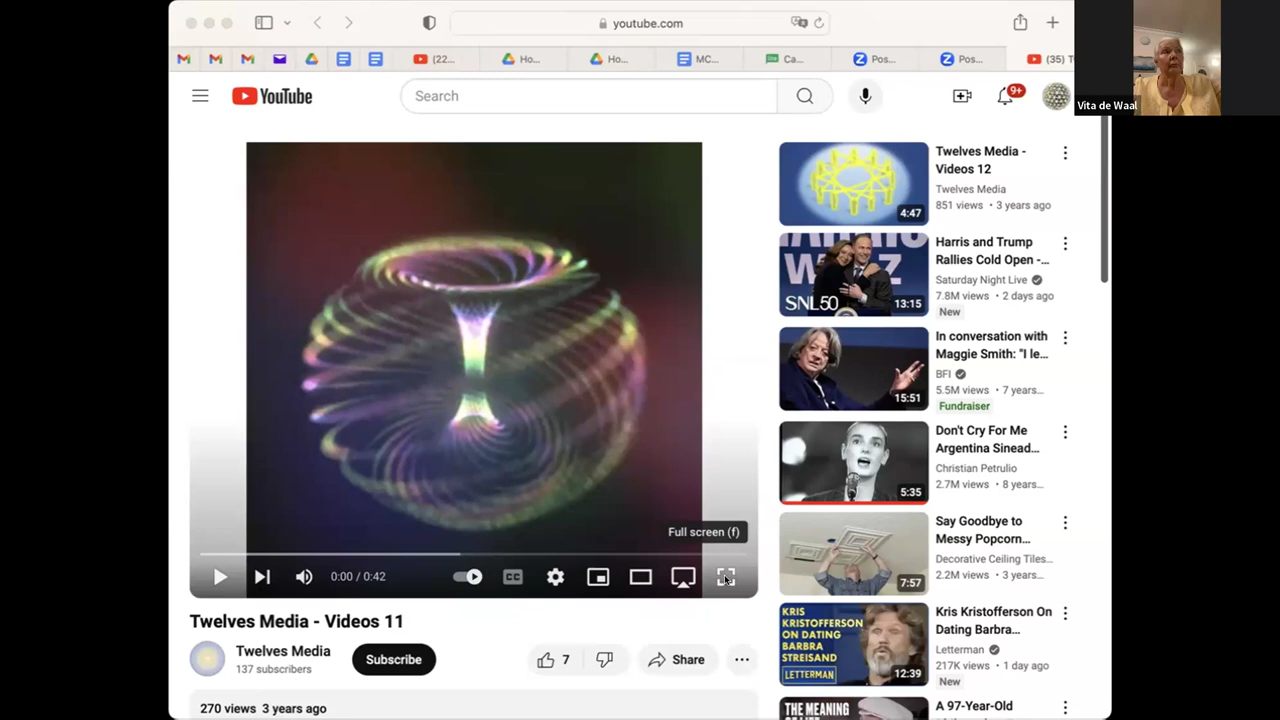 youtube.com
(22...
Ho...
Ho...
MC...
Ca...
Pos...
Pos...
(35) T
YouTube
Search
9+
Vita de Waal
Full screen (f)
0:00 / 0:42
CC
Twelves Media - Videos 11
Twelves Media
137 subscribers
Subscribe
7
Share
270 views 3 years ago
4:47
Twelves Media -
Videos 12
Twelves Media
851 views • 3 years ago
SNL50
13:15
Harris and Trump
Rallies Cold Open -...
Saturday Night Live
7.8M views • 2 days ago
New
15:51
In conversation with
Maggie Smith: "I le...
BFI
5.5M views • 7 years...
Fundraiser
5:35
Don't Cry For Me
Argentina Sinead...
Christian Petrulio
2.7M views • 8 years...
7:57
Say Goodbye to
Messy Popcorn...
Decorative Ceiling Tiles...
2.2M views • 3 years...
KRIS
KRISTOFFERSON
ON DATING
BARBRA
STREISAND
LETTERMAN
12:39
Kris Kristofferson On
Dating Barbra...
Letterman
217K views • 1 day ago
New
THE MEANING
A 97-Year-Old